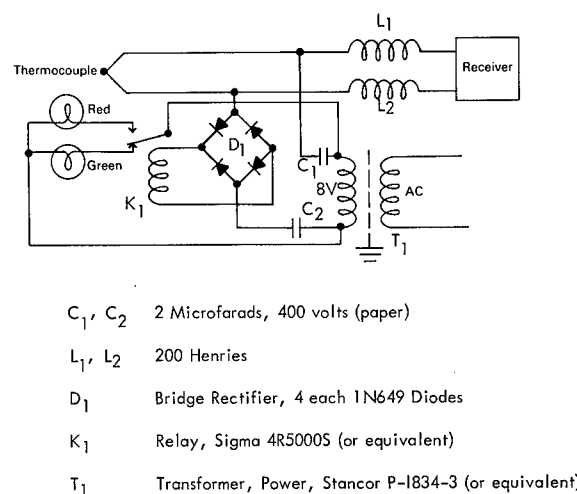 L1
Thermocouple
Receiver
L2
Red
D1
Green
C1
8V
AC
K1
C2
T1
C1, C2 2 Microfarads, 400 volts (paper)
L1, L2 200 Henries
D1 Bridge Rectifier, 4 each 1N649 Diodes
K1 Relay, Sigma 4R5000S (or equivalent)
T1 Transformer, Power, Stancor P-1834-3 (or equivalent)